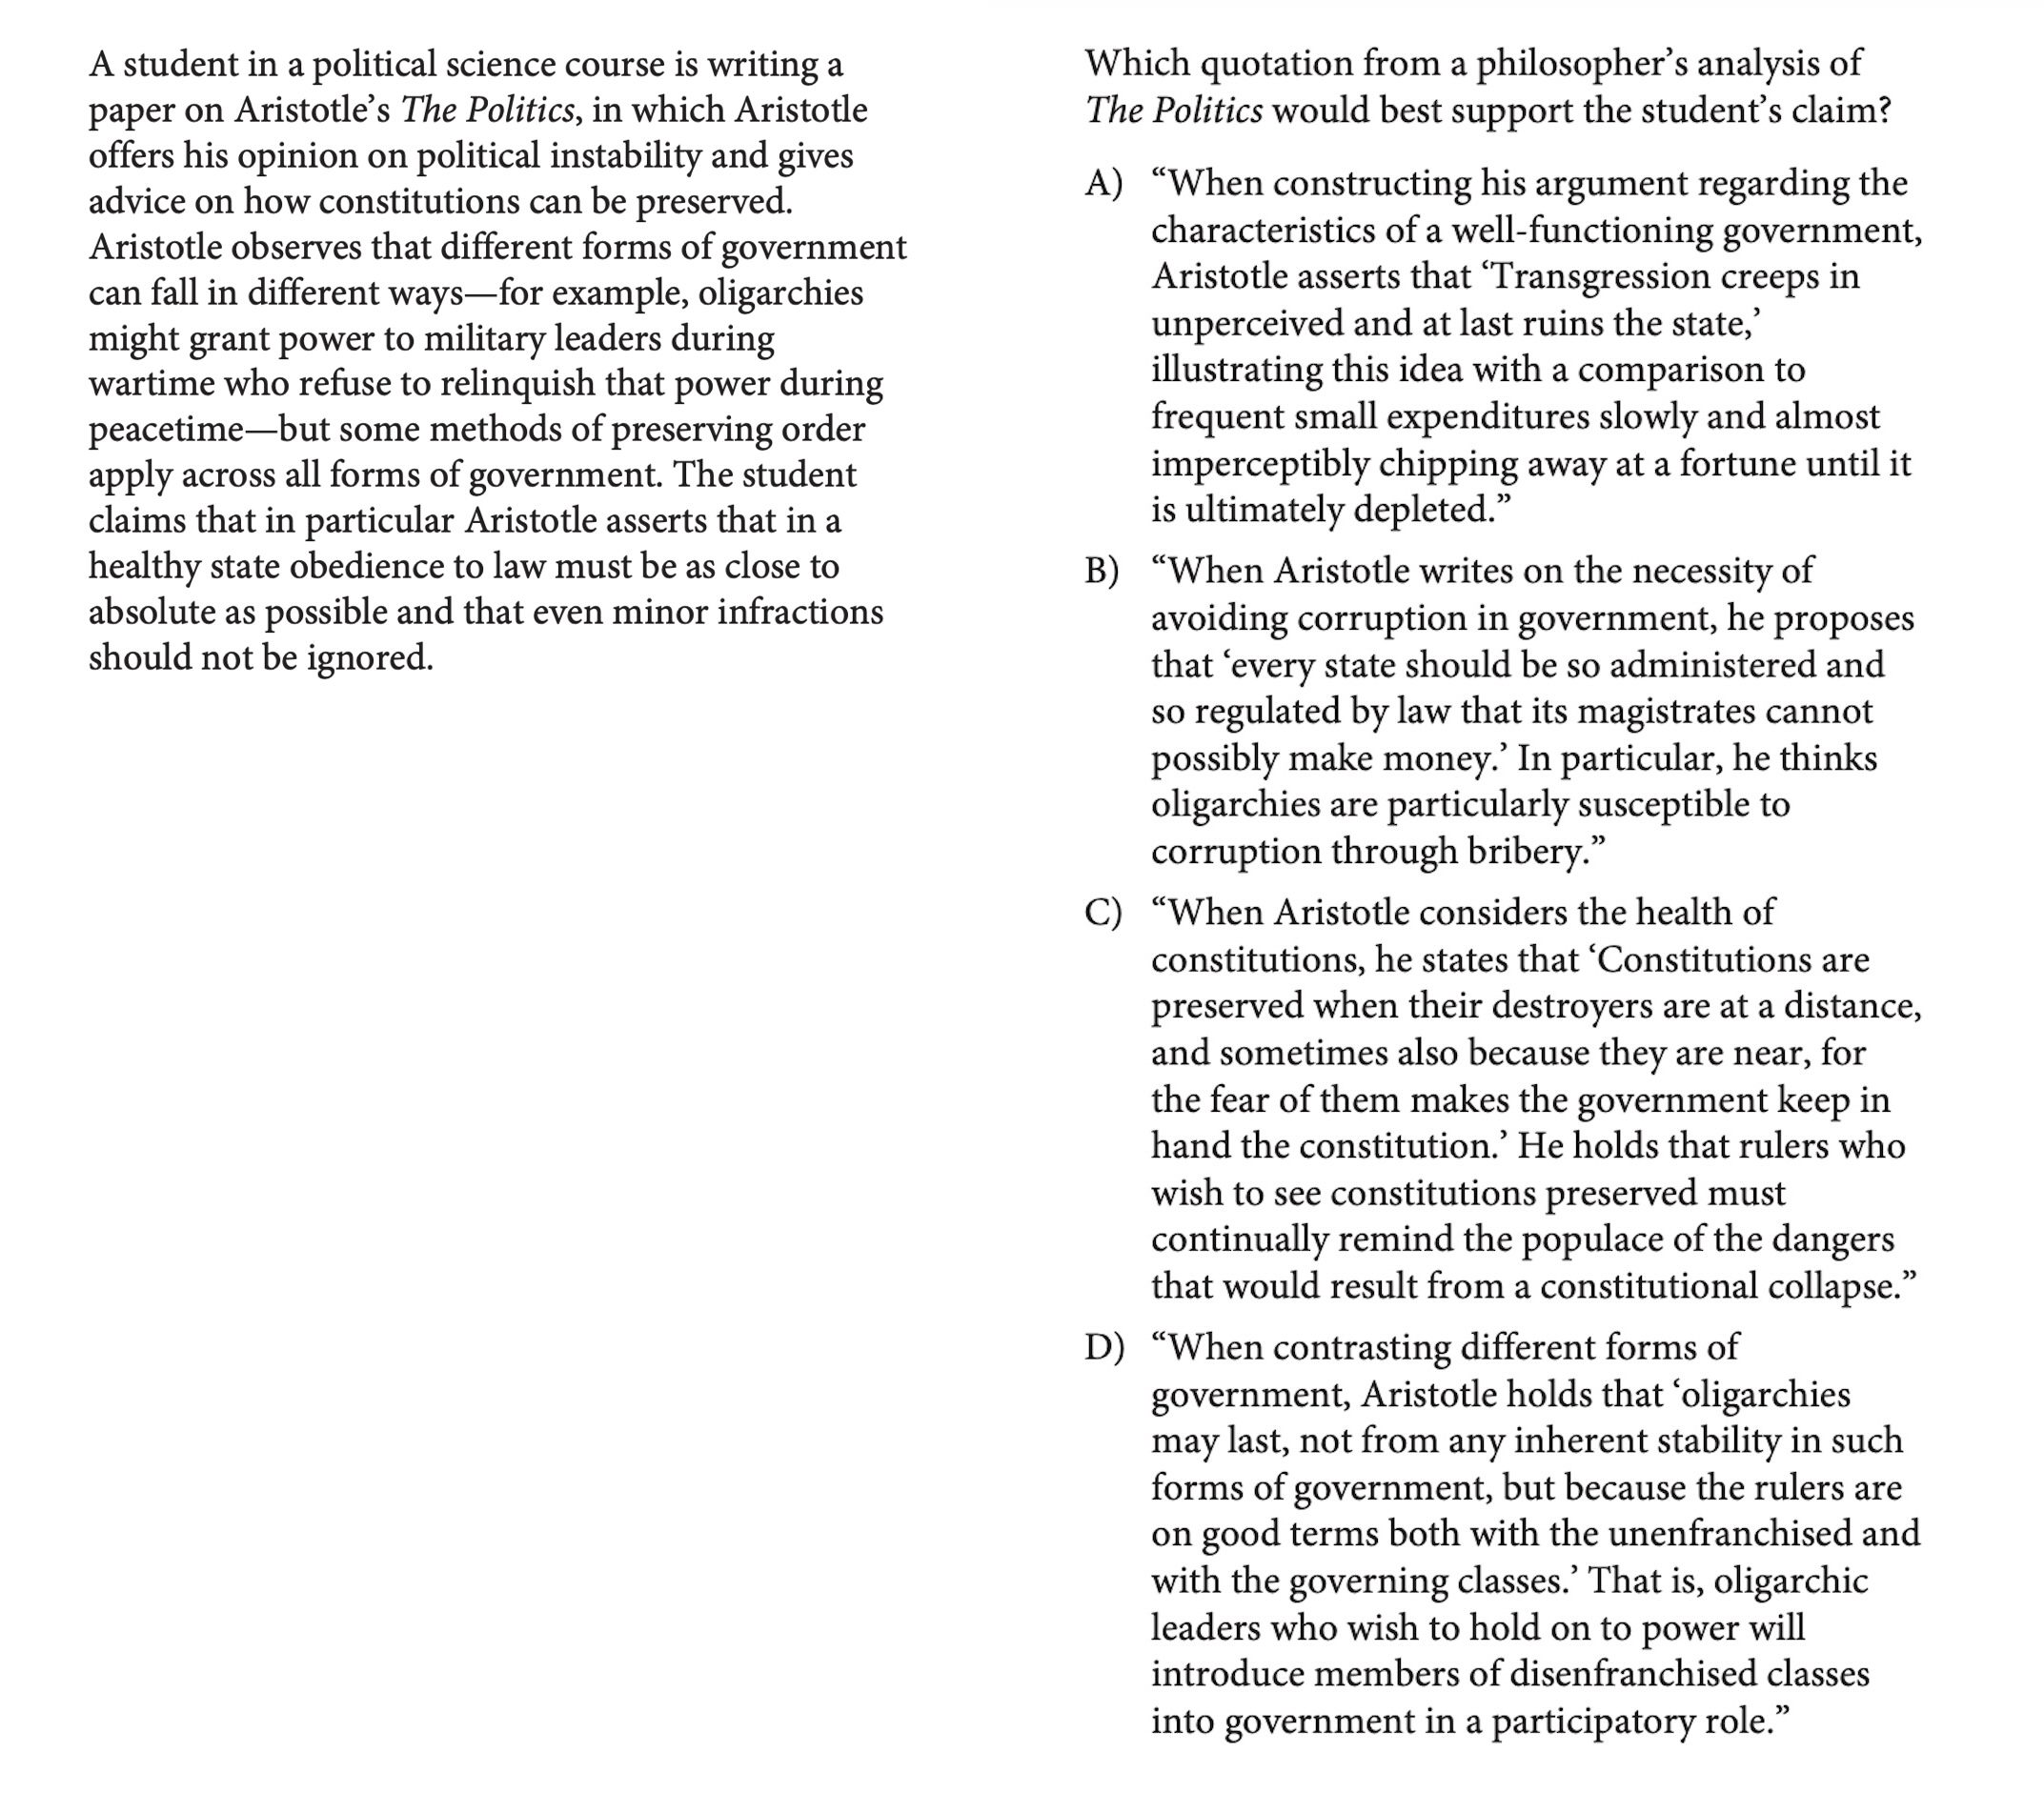 A student in a political science course is writing a
paper on Aristotle’s The Politics, in which Aristotle
offers his opinion on political instability and gives
advice on how constitutions can be preserved.
Aristotle observes that different forms of government
can fall in different ways—for example, oligarchies
might grant power to military leaders during
wartime who refuse to relinquish that power during
peacetime—but some methods of preserving order
apply across all forms of government. The student
claims that in particular Aristotle asserts that in a
healthy state obedience to law must be as close to
absolute as possible and that even minor infractions
should not be ignored.
Which quotation from a philosopher’s analysis of
The Politics would best support the student’s claim?
A) “When constructing his argument regarding the
characteristics of a well-functioning government,
Aristotle asserts that ‘Transgression creeps in
unperceived and at last ruins the state,’
illustrating this idea with a comparison to
frequent small expenditures slowly and almost
imperceptibly chipping away at a fortune until it
is ultimately depleted.”
B) “When Aristotle writes on the necessity of
avoiding corruption in government, he proposes
that ‘every state should be so administered and
so regulated by law that its magistrates cannot
possibly make money.’ In particular, he thinks
oligarchies are particularly susceptible to
corruption through bribery.”
C) “When Aristotle considers the health of
constitutions, he states that ‘Constitutions are
preserved when their destroyers are at a distance,
and sometimes also because they are near, for
the fear of them makes the government keep in
hand the constitution.’ He holds that rulers who
wish to see constitutions preserved must
continually remind the populace of the dangers
that would result from a constitutional collapse.”
D) “When contrasting different forms of
government, Aristotle holds that ‘oligarchies
may last, not from any inherent stability in such
forms of government, but because the rulers are
on good terms both with the unenfranchised and
with the governing classes.’ That is, oligarchic
leaders who wish to hold on to power will
introduce members of disenfranchised classes
into government in a participatory role.”